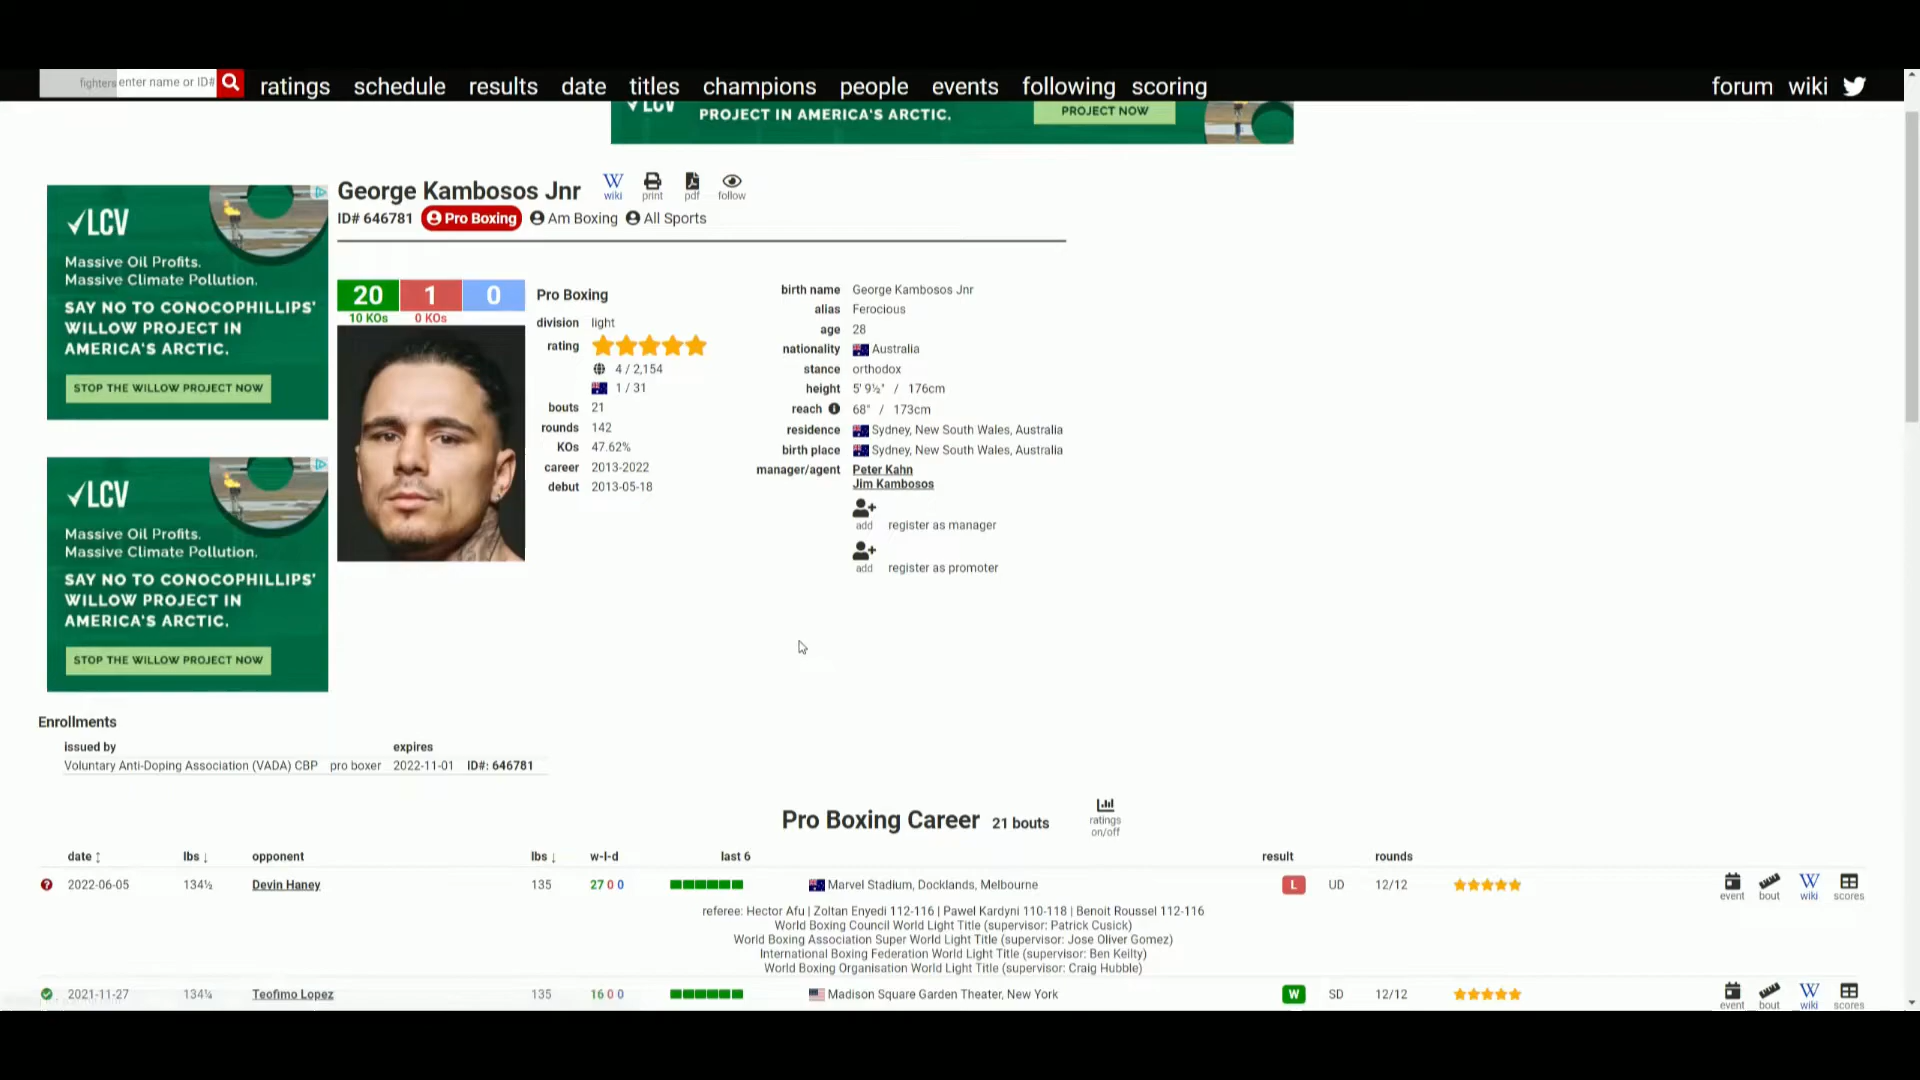 fighters enter name or ID#
ratings schedule results date titles champions people events following scoring
forum wiki
LCV PROJECT IN AMERICA'S ARCTIC. PROJECT NOW
LCV
Massive Oil Profits.
Massive Climate Pollution.
SAY NO TO CONOCOPHILLIPS'
WILLOW PROJECT IN
AMERICA'S ARCTIC.
STOP THE WILLOW PROJECT NOW
LCV
Massive Oil Profits.
Massive Climate Pollution.
SAY NO TO CONOCOPHILLIPS'
WILLOW PROJECT IN
AMERICA'S ARCTIC.
STOP THE WILLOW PROJECT NOW
George Kambosos Jnr
W wiki print pdf follow
ID# 646781 Pro Boxing Am Boxing All Sports
20 1 0
10 KOs 0 KOs
Pro Boxing
division light
rating
4 / 2,154
1 / 31
bouts 21
rounds 142
KOs 47.62%
career 2013-2022
debut 2013-05-18
birth name George Kambosos Jnr
alias Ferocious
age 28
nationality Australia
stance orthodox
height 5' 9½" / 176cm
reach 68" / 173cm
residence Sydney, New South Wales, Australia
birth place Sydney, New South Wales, Australia
manager/agent Peter Kahn
Jim Kambosos
add register as manager
add register as promoter
Enrollments
issued by expires
Voluntary Anti-Doping Association (VADA) CBP pro boxer 2022-11-01 ID#: 646781
Pro Boxing Career 21 bouts
ratings
on/off
date lbs opponent lbs w-l-d last 6 result rounds
2022-06-05 134½ Devin Haney 135 27 0 0 Marvel Stadium, Docklands, Melbourne L UD 12/12 event bout W wiki scores
referee: Hector Afu | Zoltan Enyedi 112-116 | Pawel Kardyni 110-118 | Benoit Roussel 112-116
World Boxing Council World Light Title (supervisor: Patrick Cusick)
World Boxing Association Super World Light Title (supervisor: Jose Oliver Gomez)
International Boxing Federation World Light Title (supervisor: Ben Keilty)
World Boxing Organisation World Light Title (supervisor: Craig Hubble)
2021-11-27 134¼ Teofimo Lopez 135 16 0 0 Madison Square Garden Theater, New York W SD 12/12 event bout W wiki scores